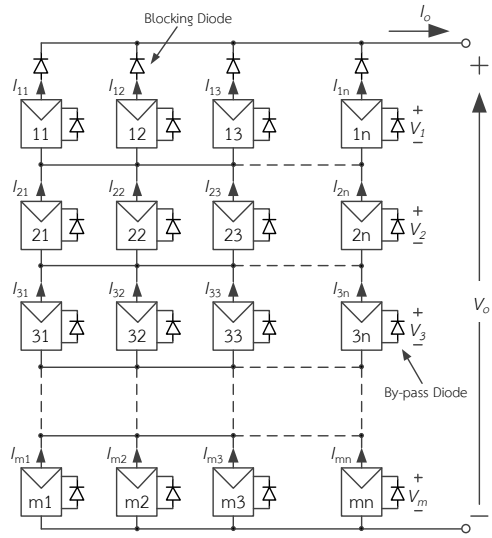 Blocking Diode
I_o
+
I_11 I_12 I_13 I_1n
11 12 13 1n
+ V_1 −
I_21 I_22 I_23 I_2n
21 22 23 2n
+ V_2 −
I_31 I_32 I_33 I_3n
31 32 33 3n
+ V_3 −
V_o
By-pass Diode
I_m1 I_m2 I_m3 I_mn
m1 m2 m3 mn
+ V_m −
−